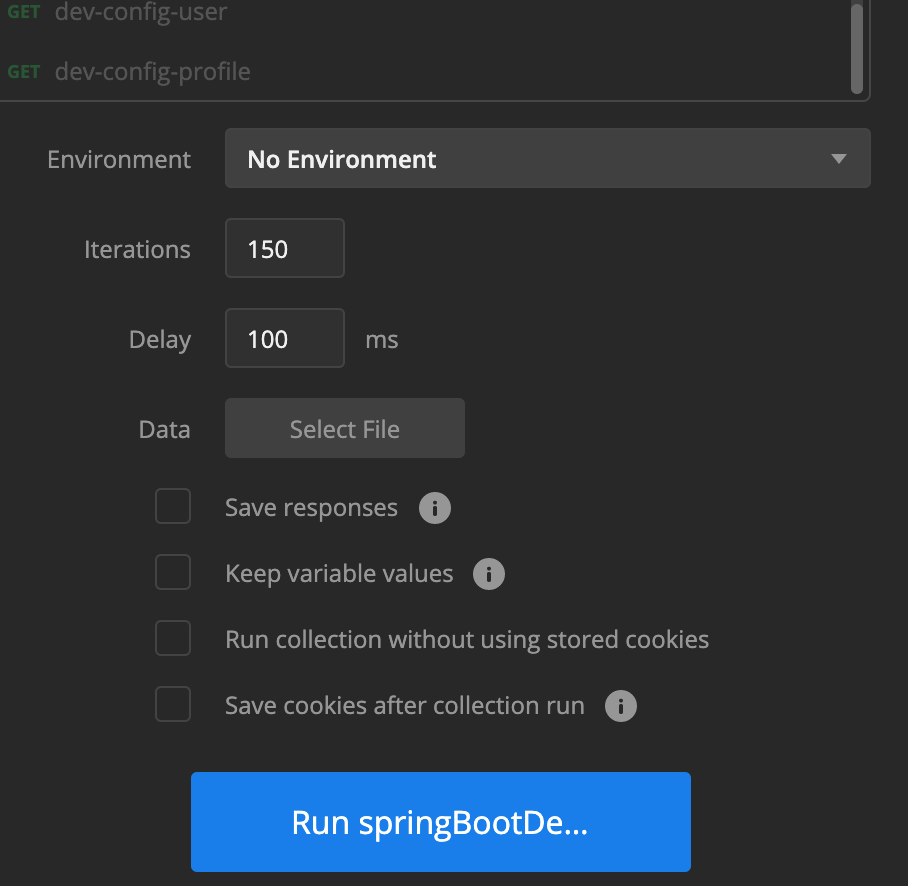 GET dev-config-user
GET dev-config-profile
Environment No Environment
Iterations 150
Delay 100 ms
Data Select File
Save responses
Keep variable values
Run collection without using stored cookies
Save cookies after collection run
Run springBootDe...